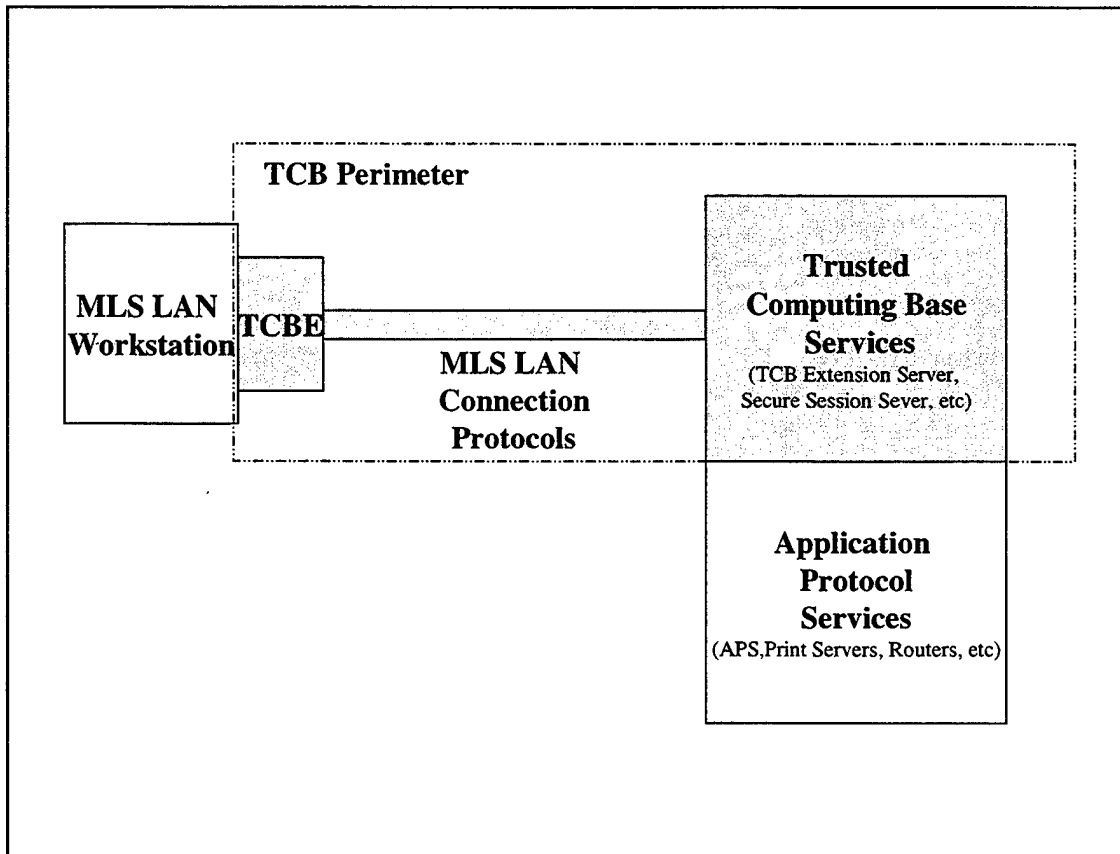 TCB Perimeter
MLS LAN
Workstation
TCBE
MLS LAN
Connection
Protocols
Trusted
Computing Base
Services
(TCB Extension Server,
Secure Session Sever, etc)
Application
Protocol
Services
(APS,Print Servers, Routers, etc)